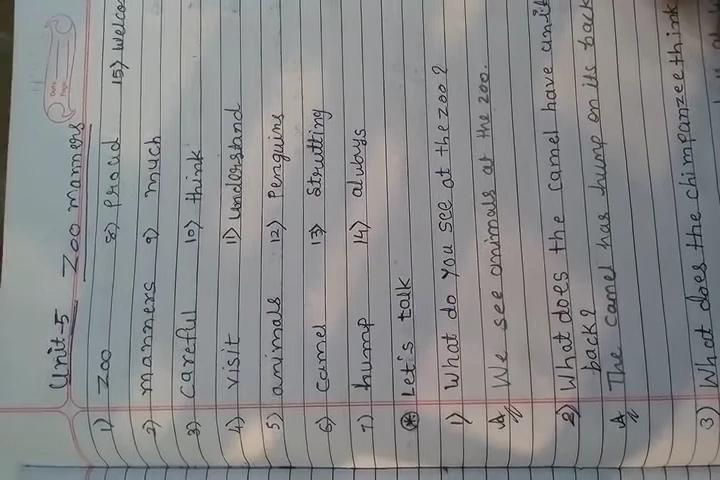 Unit-5 Zoo manners
Date
Page
1) Zoo 8) proud 15) Welco
2) manners 9) much
3) careful 10) think
4) visit 11) Understand
5) animals 12) Penguins
6) camel 13) Strutting
7) hump 14) alwbys
Let's talk
1) What do you see at the zoo?
A We see animals at the zoo.
2) What does the camel have on its
back?
A The camel has hump on its back
3) What does the chimpanzee think